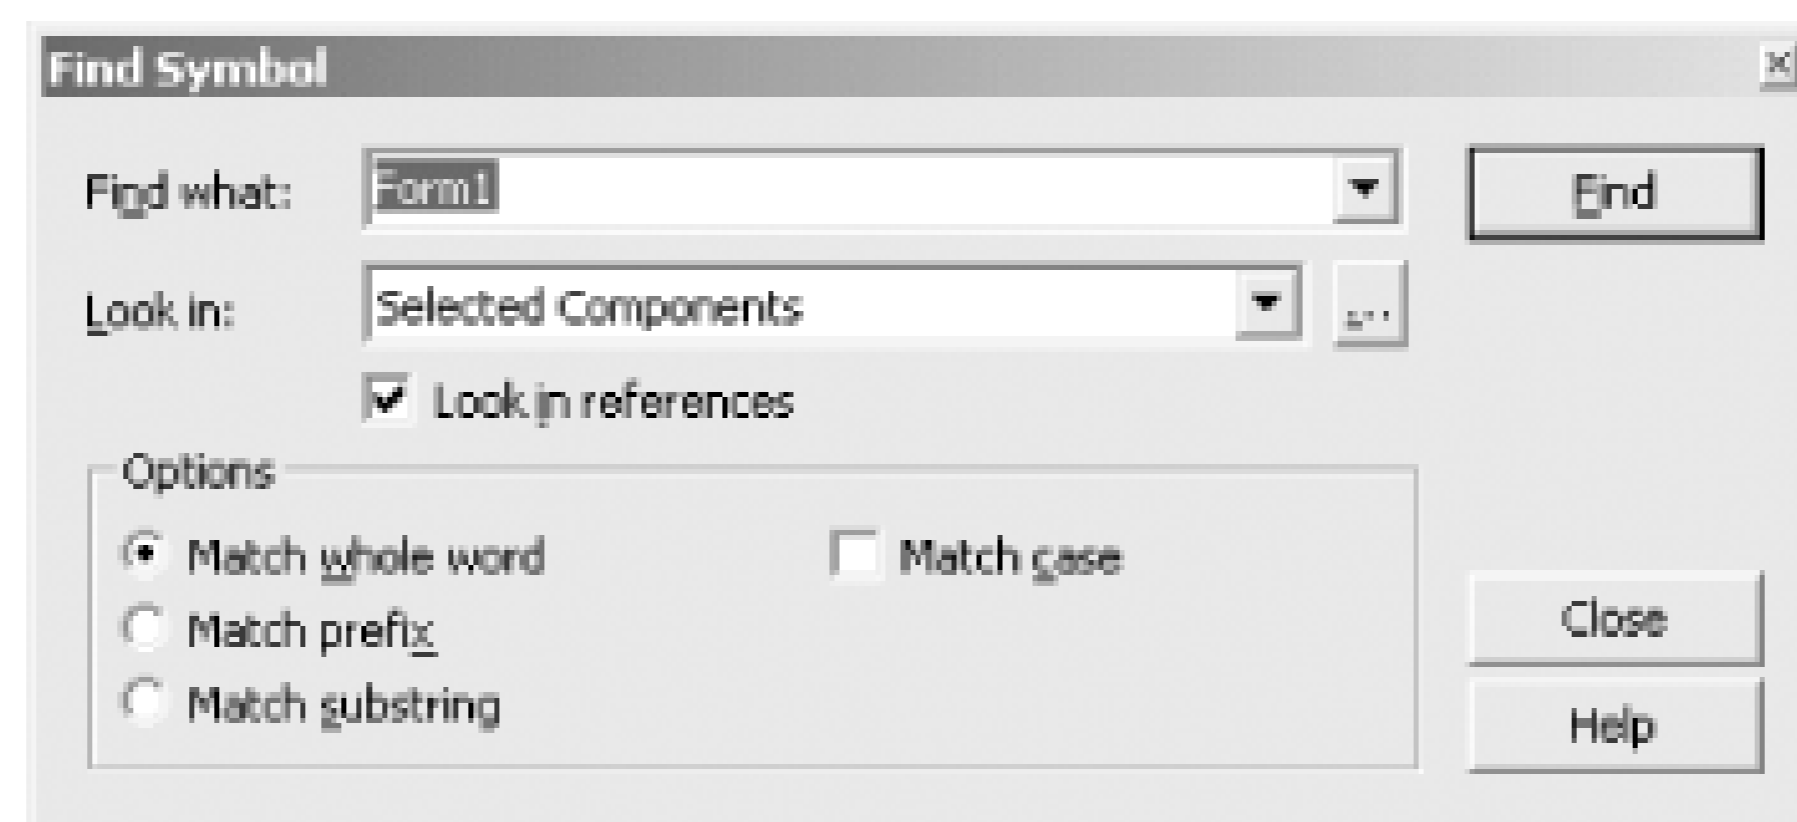 Find Symbol
Find what: Form1 Find
Look in: Selected Components ...
Look in references
Options
Match whole word Match case
Match prefix
Close
Match substring
Help